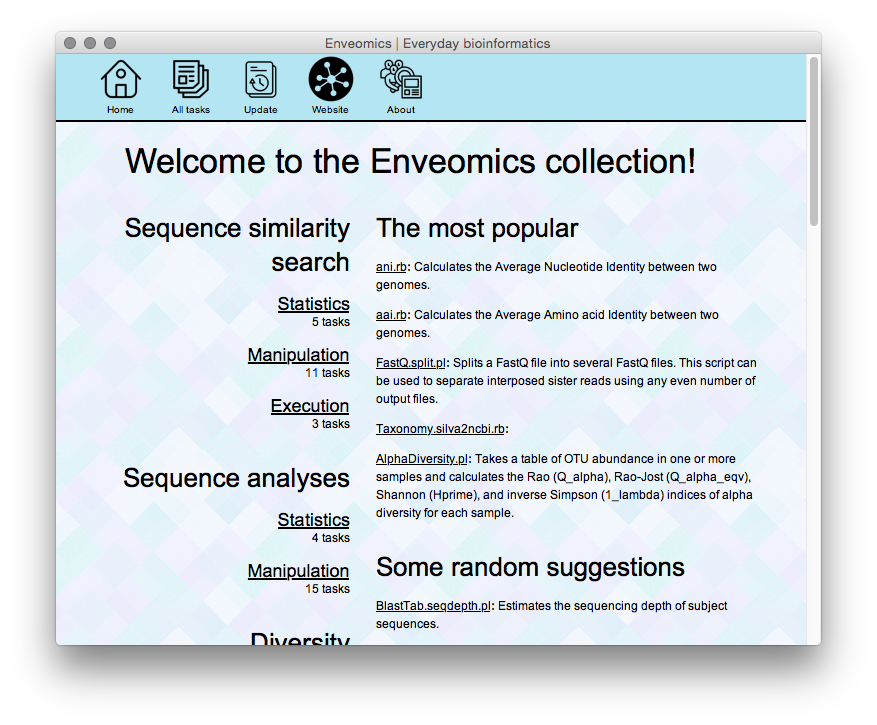 Enveomics | Everyday bioinformatics
Home
All tasks
Update
Website
About
Welcome to the Enveomics collection!
Sequence similarity
search
Statistics
5 tasks
Manipulation
11 tasks
Execution
3 tasks
Sequence analyses
Statistics
4 tasks
Manipulation
15 tasks
Diversity
The most popular
ani.rb: Calculates the Average Nucleotide Identity between two
genomes.
aai.rb: Calculates the Average Amino acid Identity between two
genomes.
FastQ.split.pl: Splits a FastQ file into several FastQ files. This script can
be used to separate interposed sister reads using any even number of
output files.
Taxonomy.silva2ncbi.rb:
AlphaDiversity.pl: Takes a table of OTU abundance in one or more
samples and calculates the Rao (Q_alpha), Rao-Jost (Q_alpha_eqv),
Shannon (Hprime), and inverse Simpson (1_lambda) indices of alpha
diversity for each sample.
Some random suggestions
BlastTab.seqdepth.pl: Estimates the sequencing depth of subject
sequences.